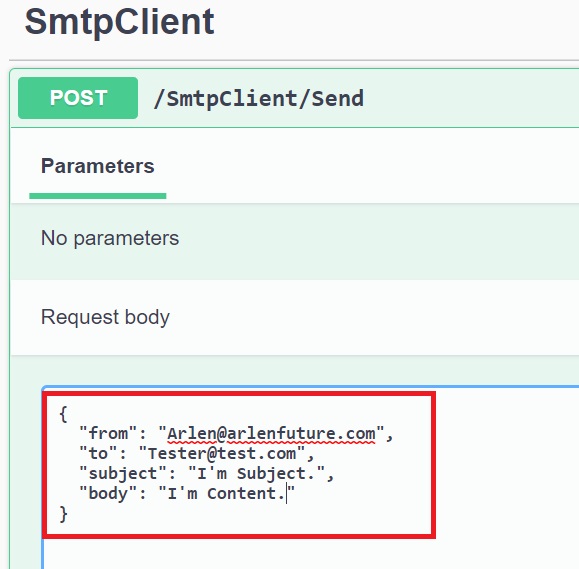 SmtpClient
POST /SmtpClient/Send
Parameters
No parameters
Request body
{
"from": "Arlen@arlenfuture.com",
"to": "Tester@test.com",
"subject": "I'm Subject.",
"body": "I'm Content."
}